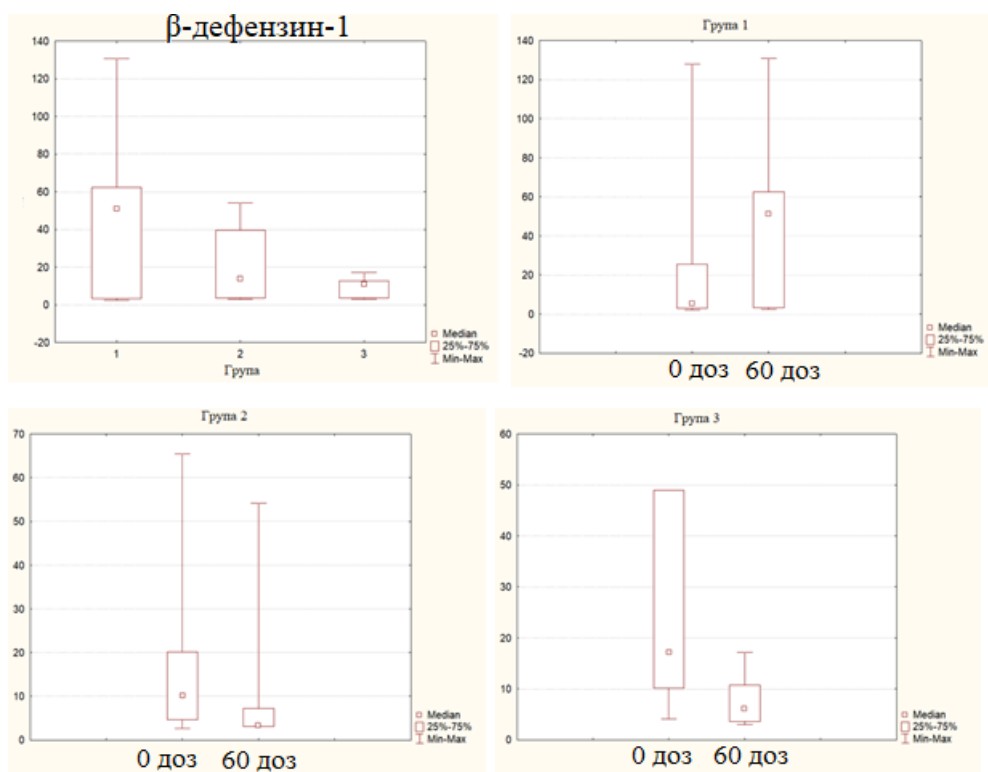 β-дефензин-1
140
120
100
80
60
40
20
0
-20
1 2 3
Група
Median
25%-75%
Min-Max
Група 1
140
120
100
80
60
40
20
0
-20
0 доз 60 доз
Median
25%-75%
Min-Max
Група 2
70
60
50
40
30
20
10
0
0 доз 60 доз
Median
25%-75%
Min-Max
Група 3
60
50
40
30
20
10
0
0 доз 60 доз
Median
25%-75%
Min-Max